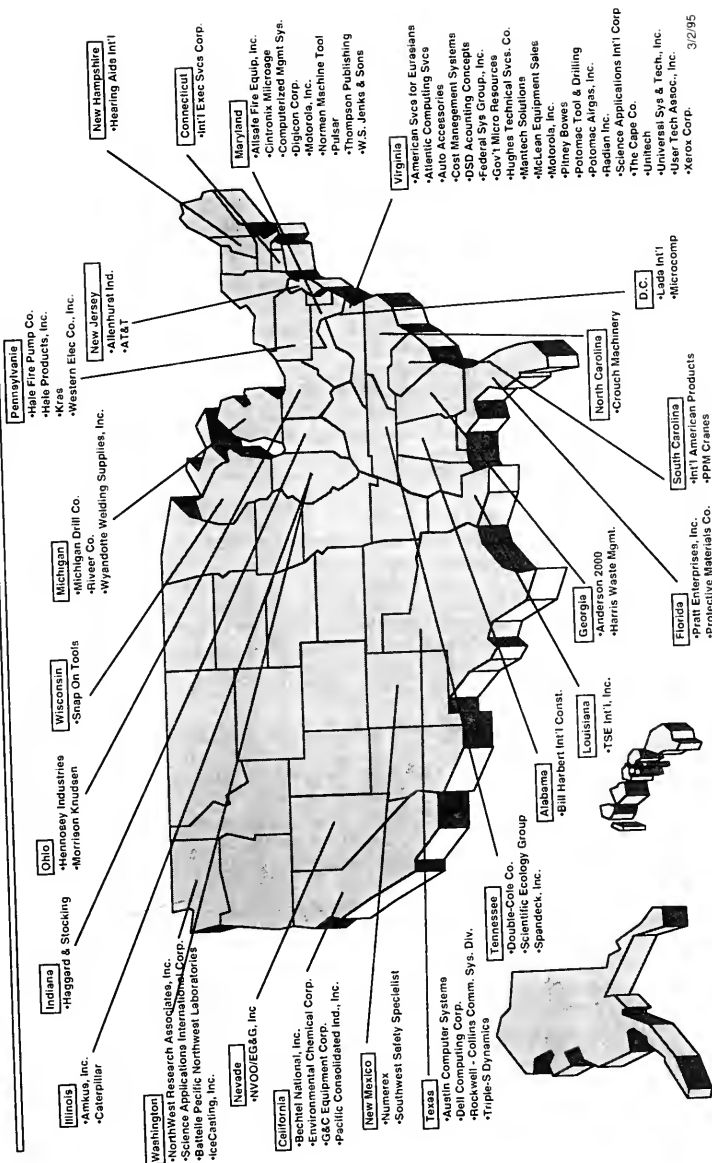 Pennsylvanie
•Hale Fire Pump Co.
•Hale Products, Inc.
•Kras
•Western Elec Co., Inc.
New Hampshire
•Hearing Aids Int'l
New Jersey
•Allenhurst Ind.
•AT&T
Connecticut
•Int'l Exec Svcs Corp.
Maryland
•Allsafe Fire Equip, Inc.
•Cintronix Microage
•Computerized Mgmt Sys.
•Digicon Corp.
•Motorola, Inc.
•Normen Machine Tool
•Pulsar
•Thompson Publishing
•W.S. Jenks & Sons
Michigan
•Michigan Drill Co.
•Riveer Co.
•Wyandotte Welding Supplies, Inc.
Wisconsin
•Snap On Tools
Ohio
•Hennosey Industries
•Morrison Knudsen
Indiana
•Haggard & Stocking
Illinois
•Amkus, Inc.
•Caterpillar
Washington
•NorthWest Research Associates, Inc.
•Science Applications International Corp.
•Battelle Pecific Northwest Laboratories
•IceCasting, Inc.
Nevade
•NVOO/EG&G, Inc
Celifornia
•Bechtel National, Inc.
•Environmental Chemical Corp.
•G&C Equipment Corp.
•Pacific Consolidated Ind., Inc.
New Mexico
•Numerex
•Southwest Safety Specialist
Texas
•Austin Computer Systems
•Dell Computing Corp.
•Rockwell - Collins Comm. Sys. Div.
•Triple-S Dynamics
Tennessee
•Double-Cole Co.
•Scientific Ecology Group
•Spandeck, Inc.
Alabama
•Bill Harbert Int'l Const.
Louisiana
•TSE Int'l, Inc.
Georgia
•Anderson 2000
•Harris Waste Mgmt.
Florida
•Pratt Enterprises, Inc.
•Protective Materials Co.
South Carolina
•Int'l American Products
•PPM Cranes
North Carolina
•Crouch Machinery
D.C.
•Lada Int'l
•Microcomp
Virginia
•American Svcs for Eurasians
•Atlentic Computing Svcs
•Auto Accessories
•Cost Manegement Systems
•DSD Acounting Concepts
•Federal Sys Group., Inc.
•Gov'l Micro Resources
•Hughes Technical Svcs. Co.
•Mantech Solutions
•McLean Equipment Sales
•Motorola, Inc.
•Pitney Bowes
•Potomac Tool & Drilling
•Potomac Airgas, Inc.
•Radian Inc.
•Science Applications Int'l Corp
•The Cape Co.
•Unitech
•Universal Sys & Tech., Inc.
•User Tech Assoc., Inc.
•Xerox Corp.
3/2/95